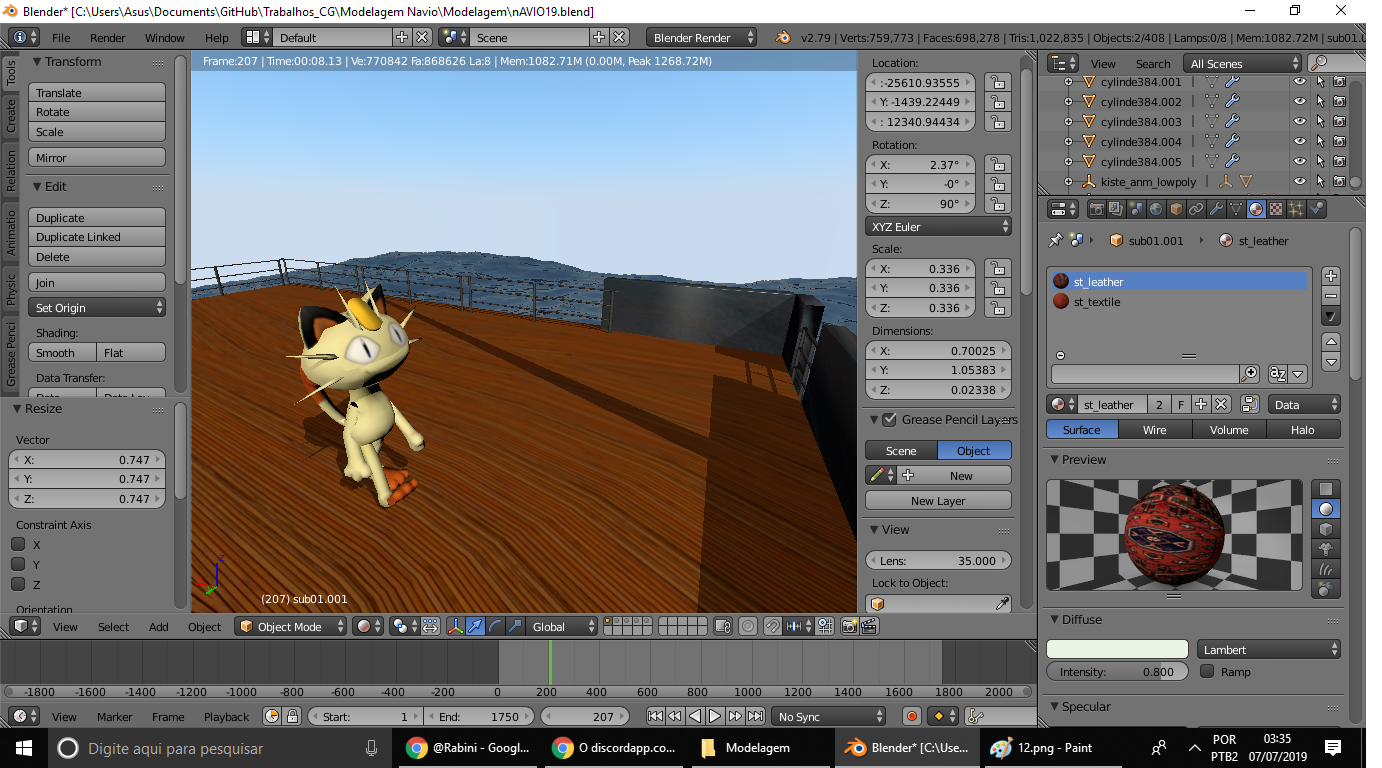 Blender* [C:\Users\Asus\Documents\GitHub\Trabalhos_CG\Modelagem Navio\Modelagem\nAVIO19.blend]
File Render Window Help Default Scene Blender Render v2.79 | Verts:759,773 | Faces:698,278 | Tris:1,022,835 | Objects:2/408 | Lamps:0/8 | Mem:1082.72M | sub01.0
Frame:207 | Time:00:08.13 | Ve:770842 Fa:868626 La:8 | Mem:1082.71M (0.00M, Peak 1268.72M)
Tools
Create
Relation
Animatio
Physic
Grease Penci
Transform
Translate
Rotate
Scale
Mirror
Edit
Duplicate
Duplicate Linked
Delete
Join
Set Origin
Shading:
Smooth Flat
Data Transfer:
Resize
Vector
X: 0.747
Y: 0.747
Z: 0.747
Constraint Axis
X
Y
Z
Orientation
(207) sub01.001
Location:
:-25610.93555
Y: -1439.22449
: 12340.94434
Rotation:
X: 2.37°
Y: -0°
Z: 90°
XYZ Euler
Scale:
X: 0.336
Y: 0.336
Z: 0.336
Dimensions:
X: 0.70025
Y: 1.05383
Z: 0.02338
Grease Pencil Layers
Scene Object
New
New Layer
View
Lens: 35.000
Lock to Object:
View Search All Scenes
cylinde384.001
cylinde384.002
cylinde384.003
cylinde384.004
cylinde384.005
kiste_anm_lowpoly
sub01.001 st_leather
st_leather
st_textile
st_leather 2 F Data
Surface Wire Volume Halo
Preview
Diffuse
Lambert
Intensity: 0.800 Ramp
Specular
View Select Add Object Object Mode Global
-1800 -1600 -1400 -1200 -1000 -800 -600 -400 -200 0 200 400 600 800 1000 1200 1400 1600 1800 2000
View Marker Frame Playback Start: 1 End: 1750 207 No Sync
Digite aqui para pesquisar
@Rabini - Googl...
O discordapp.co...
Modelagem
Blender* [C:\Use...
12.png - Paint
POR
PTB2
03:35
07/07/2019